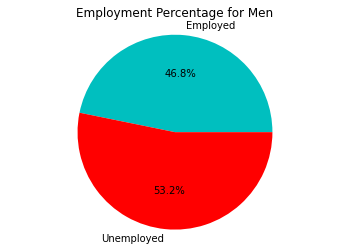 Employment Percentage for Men
Employed
46.8%
53.2%
Unemployed